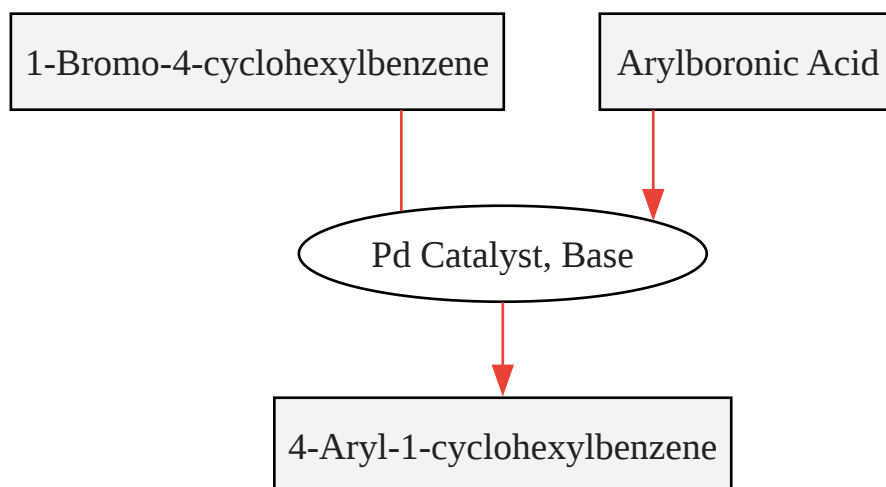 1-Bromo-4-cyclohexylbenzene
Arylboronic Acid
Pd Catalyst, Base
4-Aryl-1-cyclohexylbenzene